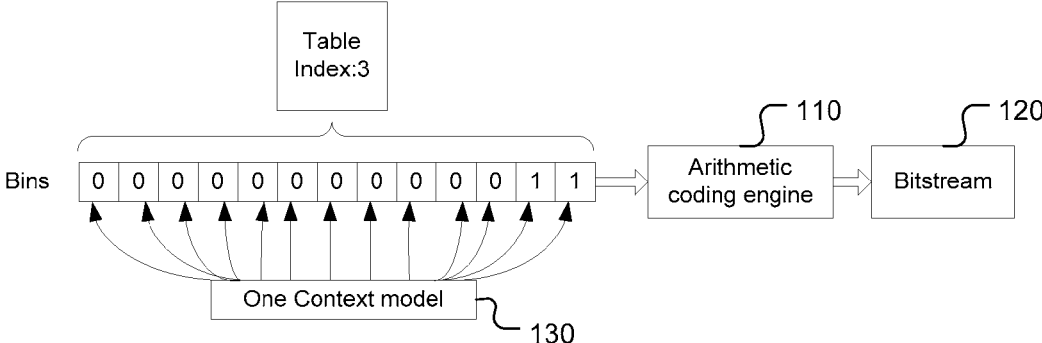 Table
Index:3
110
120
Bins
0 0 0 0 0 0 0 0 0 0 0 1 1
Arithmetic
coding engine
Bitstream
One Context model
130